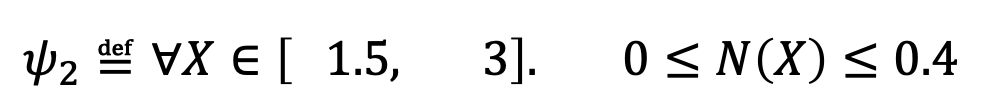 ψ₂ ≝ ∀X ∈ [ 1.5, 3]. 0 ≤ N(X) ≤ 0.4